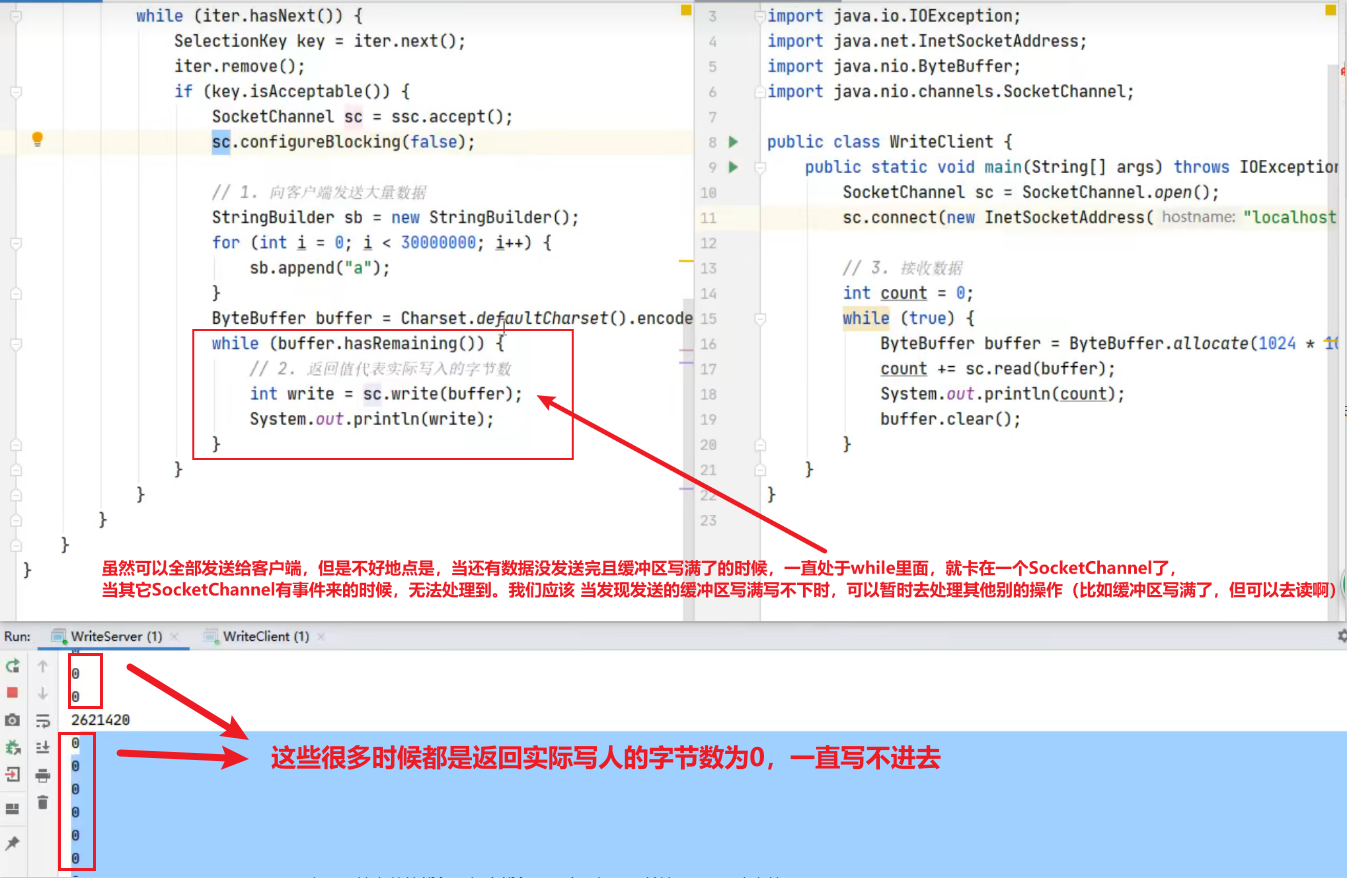 while (iter.hasNext()) {
SelectionKey key = iter.next();
iter.remove();
if (key.isAcceptable()) {
SocketChannel sc = ssc.accept();
sc.configureBlocking(false);
// 1. 向客户端发送大量数据
StringBuilder sb = new StringBuilder();
for (int i = 0; i < 30000000; i++) {
sb.append("a");
}
ByteBuffer buffer = Charset.defaultCharset().encode
while (buffer.hasRemaining()) {
// 2. 返回值代表实际写入的字节数
int write = sc.write(buffer);
System.out.println(write);
}
}
}
}
}
}
3 import java.io.IOException;
4 import java.net.InetSocketAddress;
5 import java.nio.ByteBuffer;
6 import java.nio.channels.SocketChannel;
7
8 public class WriteClient {
9 public static void main(String[] args) throws IOException
10 SocketChannel sc = SocketChannel.open();
11 sc.connect(new InetSocketAddress( hostname: "localhost
12
13 // 3. 接收数据
14 int count = 0;
15 while (true) {
16 ByteBuffer buffer = ByteBuffer.allocate(1024 * 10
17 count += sc.read(buffer);
18 System.out.println(count);
19 buffer.clear();
20 }
21 }
22 }
23
虽然可以全部发送给客户端，但是不好地点是，当还有数据没发送完且缓冲区写满了的时候，一直处于while里面，就卡在一个SocketChannel了，
当其它SocketChannel有事件来的时候，无法处理到。我们应该 当发现发送的缓冲区写满写不下时，可以暂时去处理其他别的操作（比如缓冲区写满了，但可以去读啊）
Run: WriteServer (1) × WriteClient (1) ×
0
0
2621420
0
0
0
0
0
0
这些很多时候都是返回实际写人的字节数为0，一直写不进去